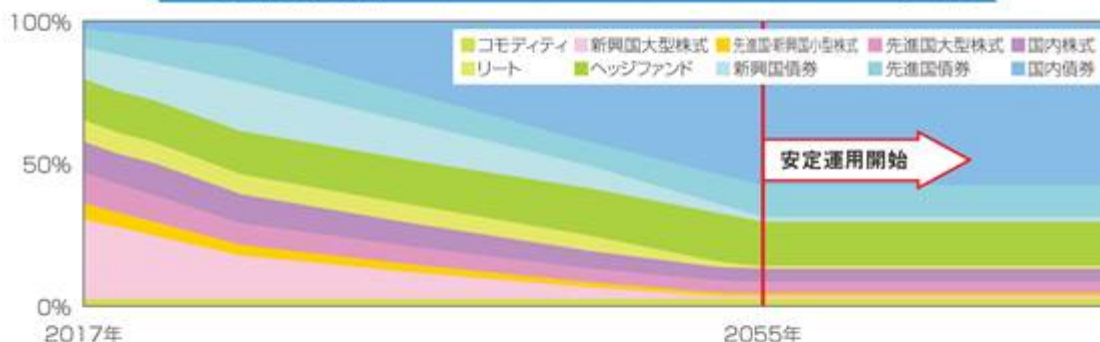 100%
コモディティ 新興国大型株式 先進国・新興国小型株式 先進国大型株式 国内株式
リート ヘッジファンド 新興国債券 先進国債券 国内債券
50%
安定運用開始
0%
2017年 2055年